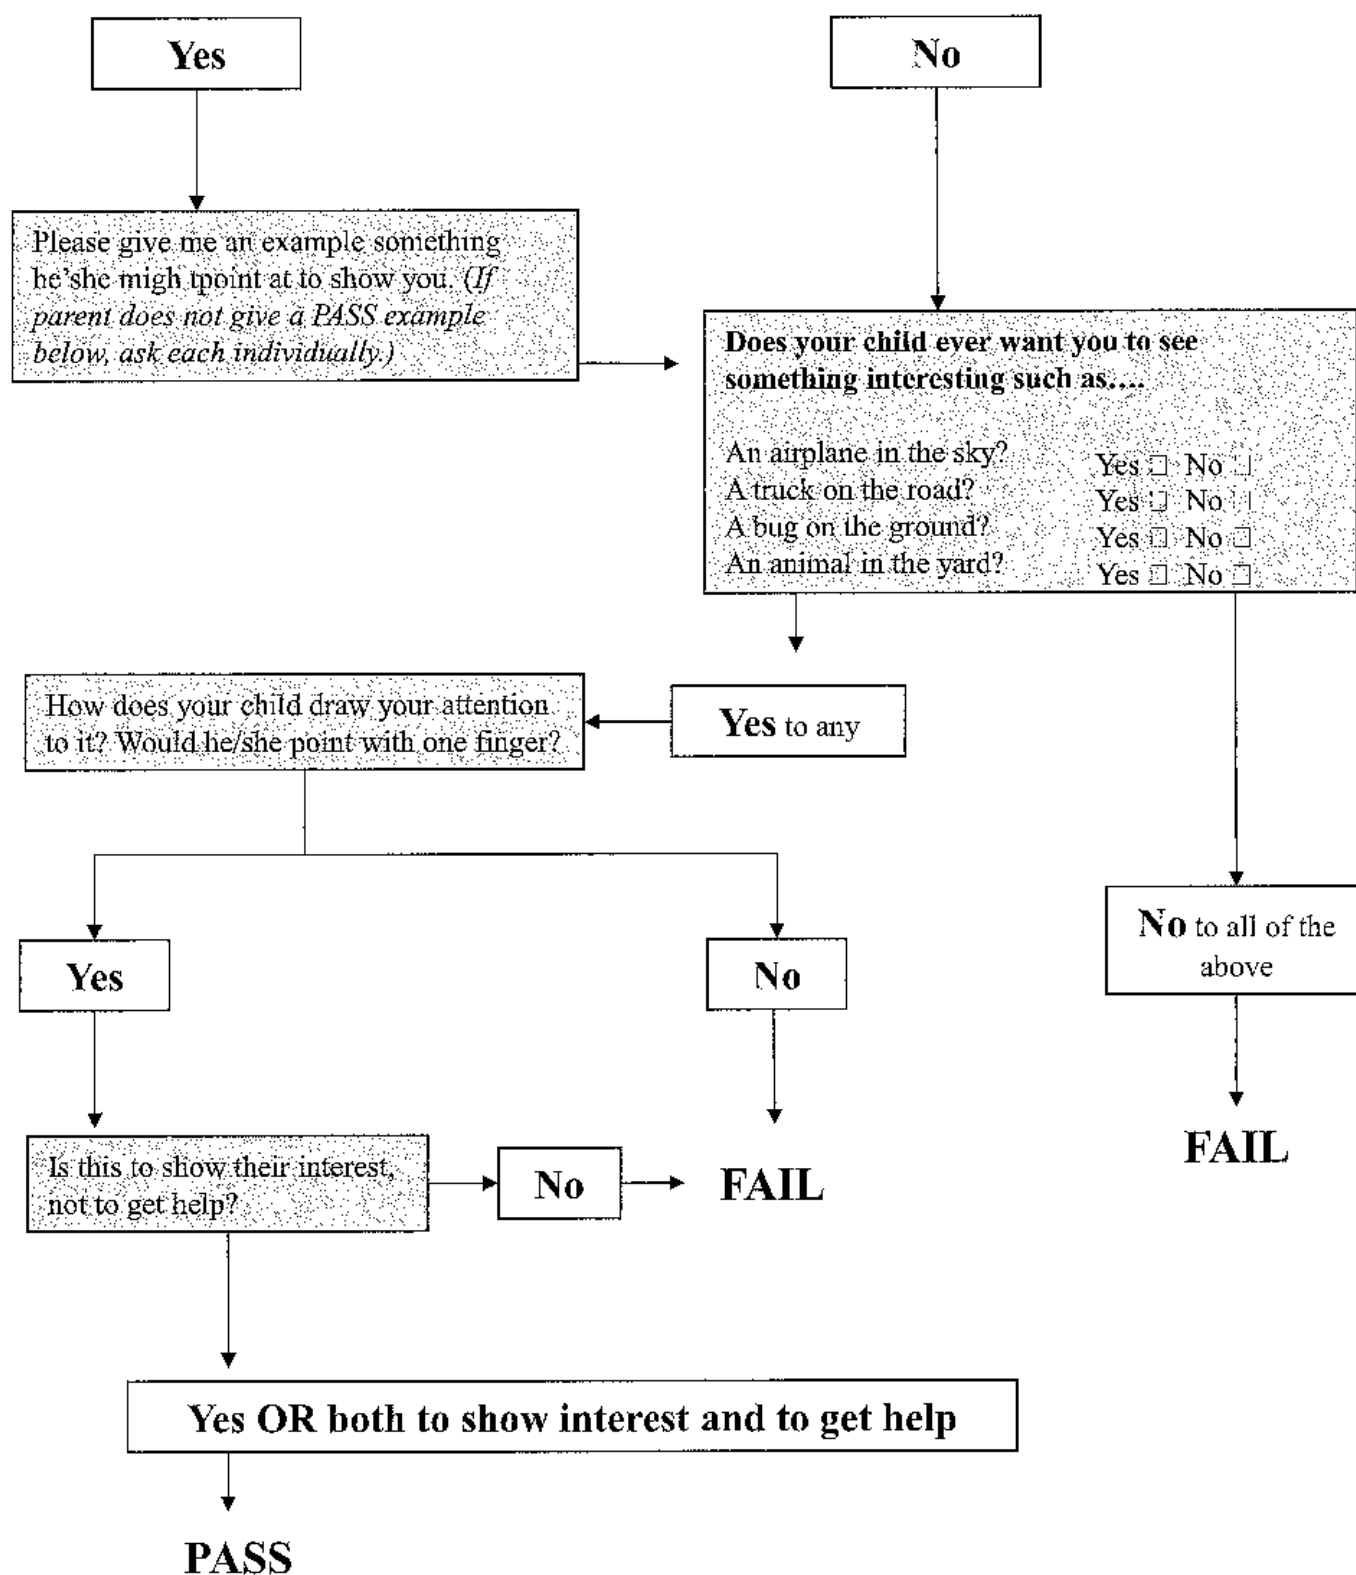 Yes
No
Please give me an example something
he'she migh tpoint at to show you. (If
parent does not give a PASS example
below, ask each individually.)
Does your child ever want you to see
something interesting such as….
An airplane in the sky? Yes □ No □
A truck on the road? Yes □ No □
A bug on the ground? Yes □ No □
An animal in the yard? Yes □ No □
How does your child draw your attention
to it? Would he/she point with one finger?
Yes to any
Yes
No
No to all of the
above
Is this to show their interest,
not to get help?
No
FAIL
FAIL
Yes OR both to show interest and to get help
PASS